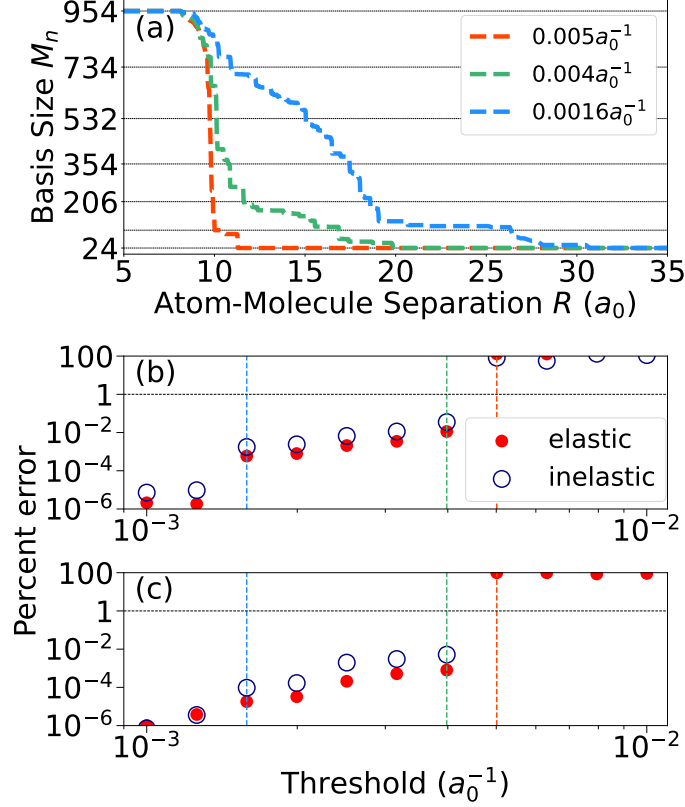 (a)
Basis Size Mₙ
954
734
532
354
206
24
0.005a₀⁻¹
0.004a₀⁻¹
0.0016a₀⁻¹
5 10 15 20 25 30 35
Atom-Molecule Separation R (a₀)
(b)
Percent error
100
1
10⁻²
10⁻⁴
10⁻⁶
elastic
inelastic
10⁻³ 10⁻²
(c)
100
1
10⁻²
10⁻⁴
10⁻⁶
10⁻³ 10⁻²
Threshold (a₀⁻¹)